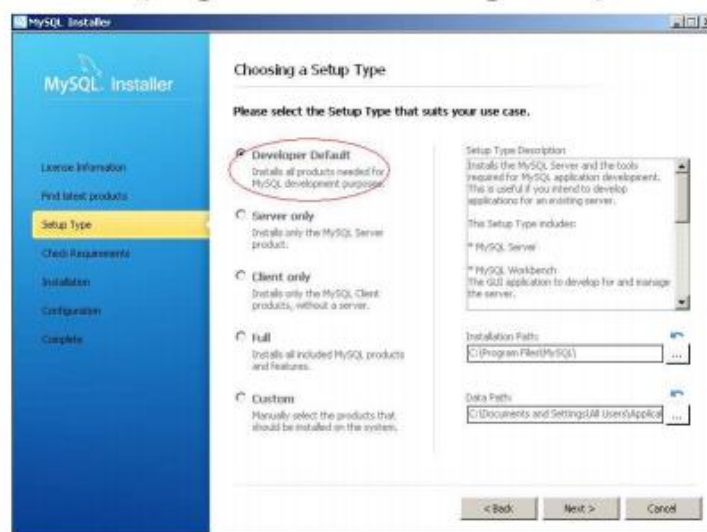 MySQL Installer
MySQL Installer
License Information
Find latest products
Setup Type
Check Requirements
Installation
Configuration
Complete
Choosing a Setup Type
Please select the Setup Type that suits your use case.
Developer Default
Installs all products needed for
MySQL development purposes.
Server only
Installs only the MySQL Server
product.
Client only
Installs only the MySQL Client
products, without a server.
Full
Installs all included MySQL products
and features.
Custom
Manually select the products that
should be installed on the system.
Setup Type Description
Installs the MySQL Server and the tools
required for MySQL application development.
This is useful if you intend to develop
applications for an existing server.
This Setup Type includes:
* MySQL Server
* MySQL Workbench
The GUI application to develop for and manage
the server.
Installation Path:
C:\Program Files\MySQL\
...
Data Path:
C:\Documents and Settings\All Users\Applicat
...
< Back
Next >
Cancel